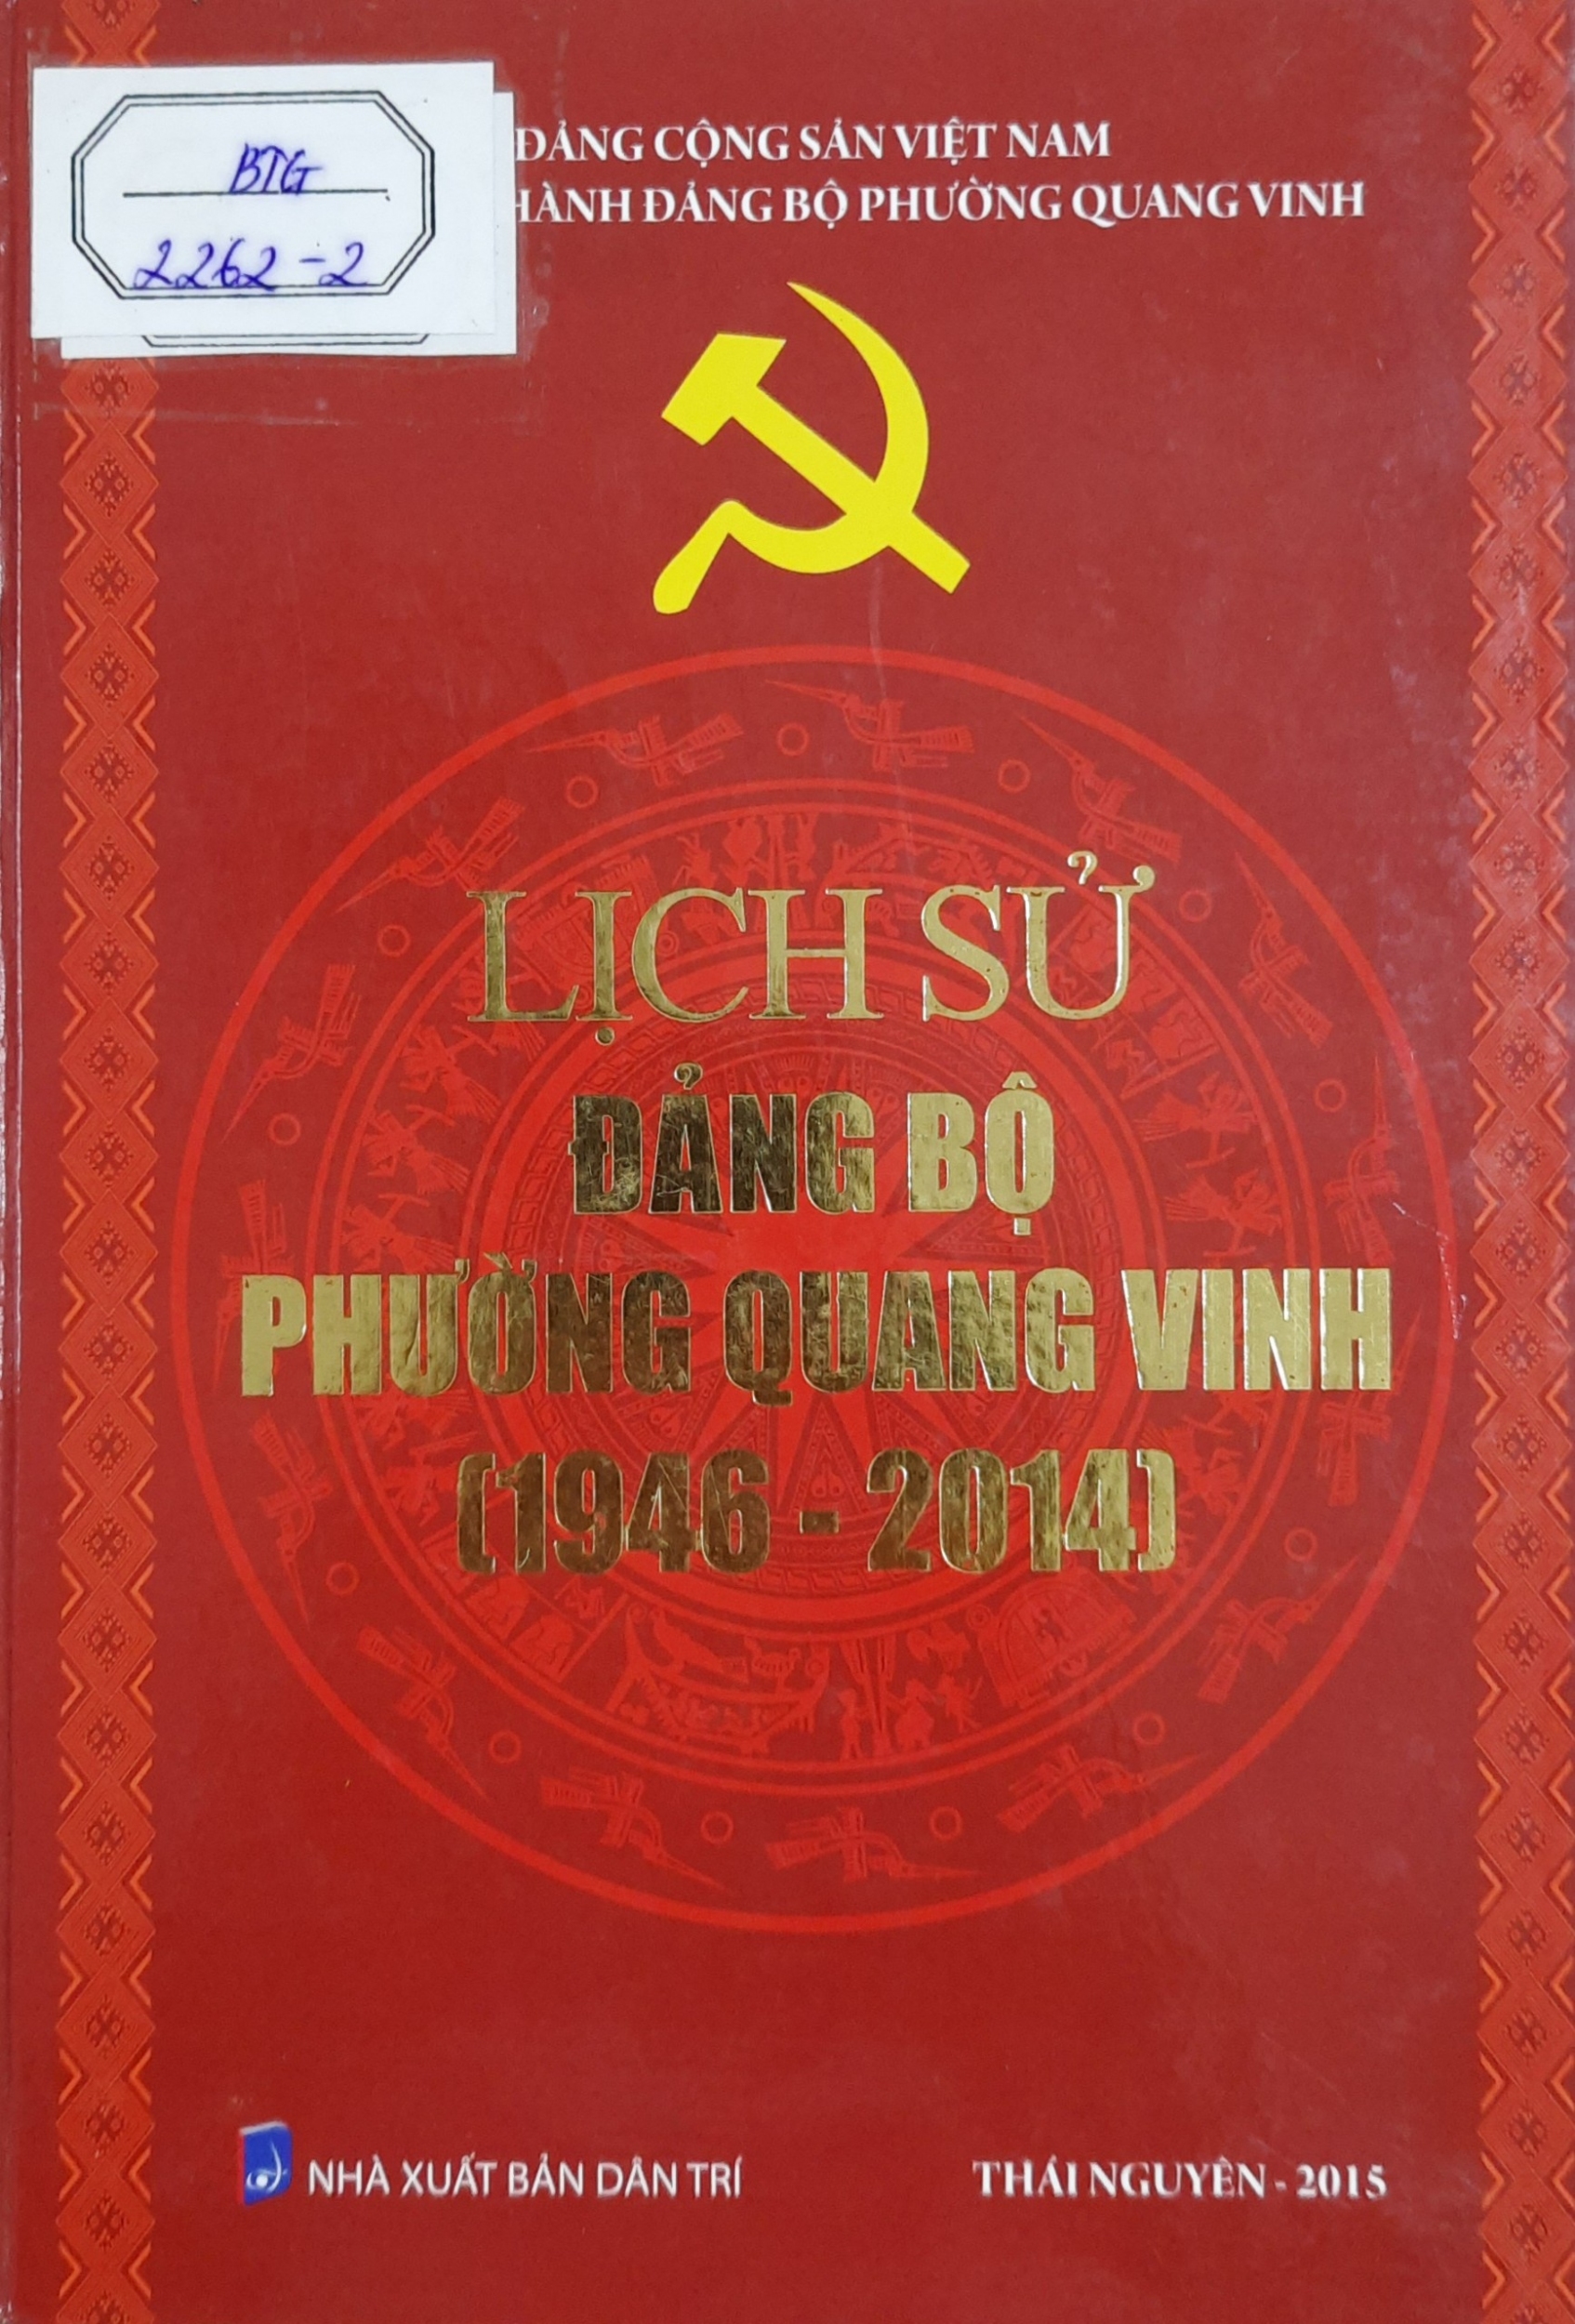 BTG
2262-2
ĐẢNG CỘNG SẢN VIỆT NAM
HÀNH ĐẢNG BỘ PHƯỜNG QUANG VINH
LỊCH SỬ
ĐẢNG BỘ
PHƯỜNG QUANG VINH
(1946 - 2014)
NHÀ XUẤT BẢN DÂN TRÍ
THÁI NGUYÊN - 2015